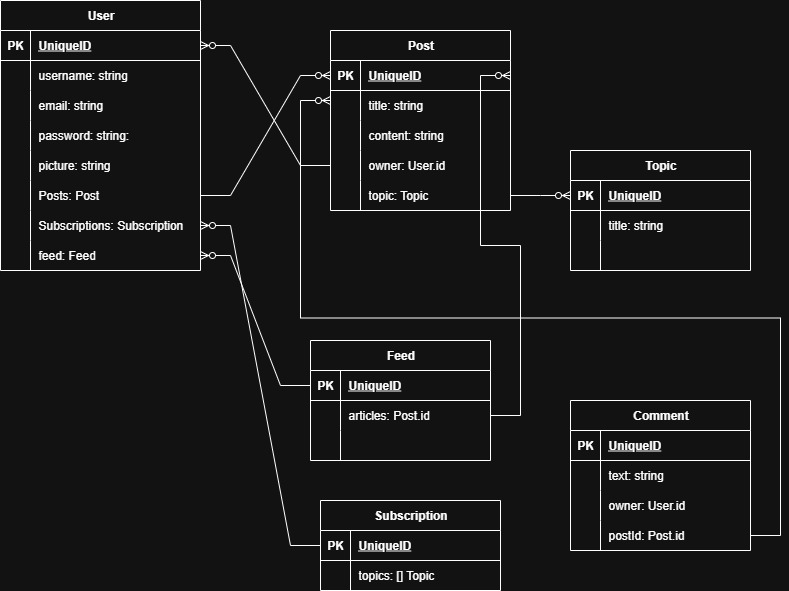 User
PK UniqueID
username: string
email: string
password: string:
picture: string
Posts: Post
Subscriptions: Subscription
feed: Feed
Post
PK UniqueID
title: string
content: string
owner: User.id
topic: Topic
Topic
PK UniqueID
title: string
Feed
PK UniqueID
articles: Post.id
Comment
PK UniqueID
text: string
owner: User.id
postId: Post.id
Subscription
PK UniqueID
topics: [] Topic